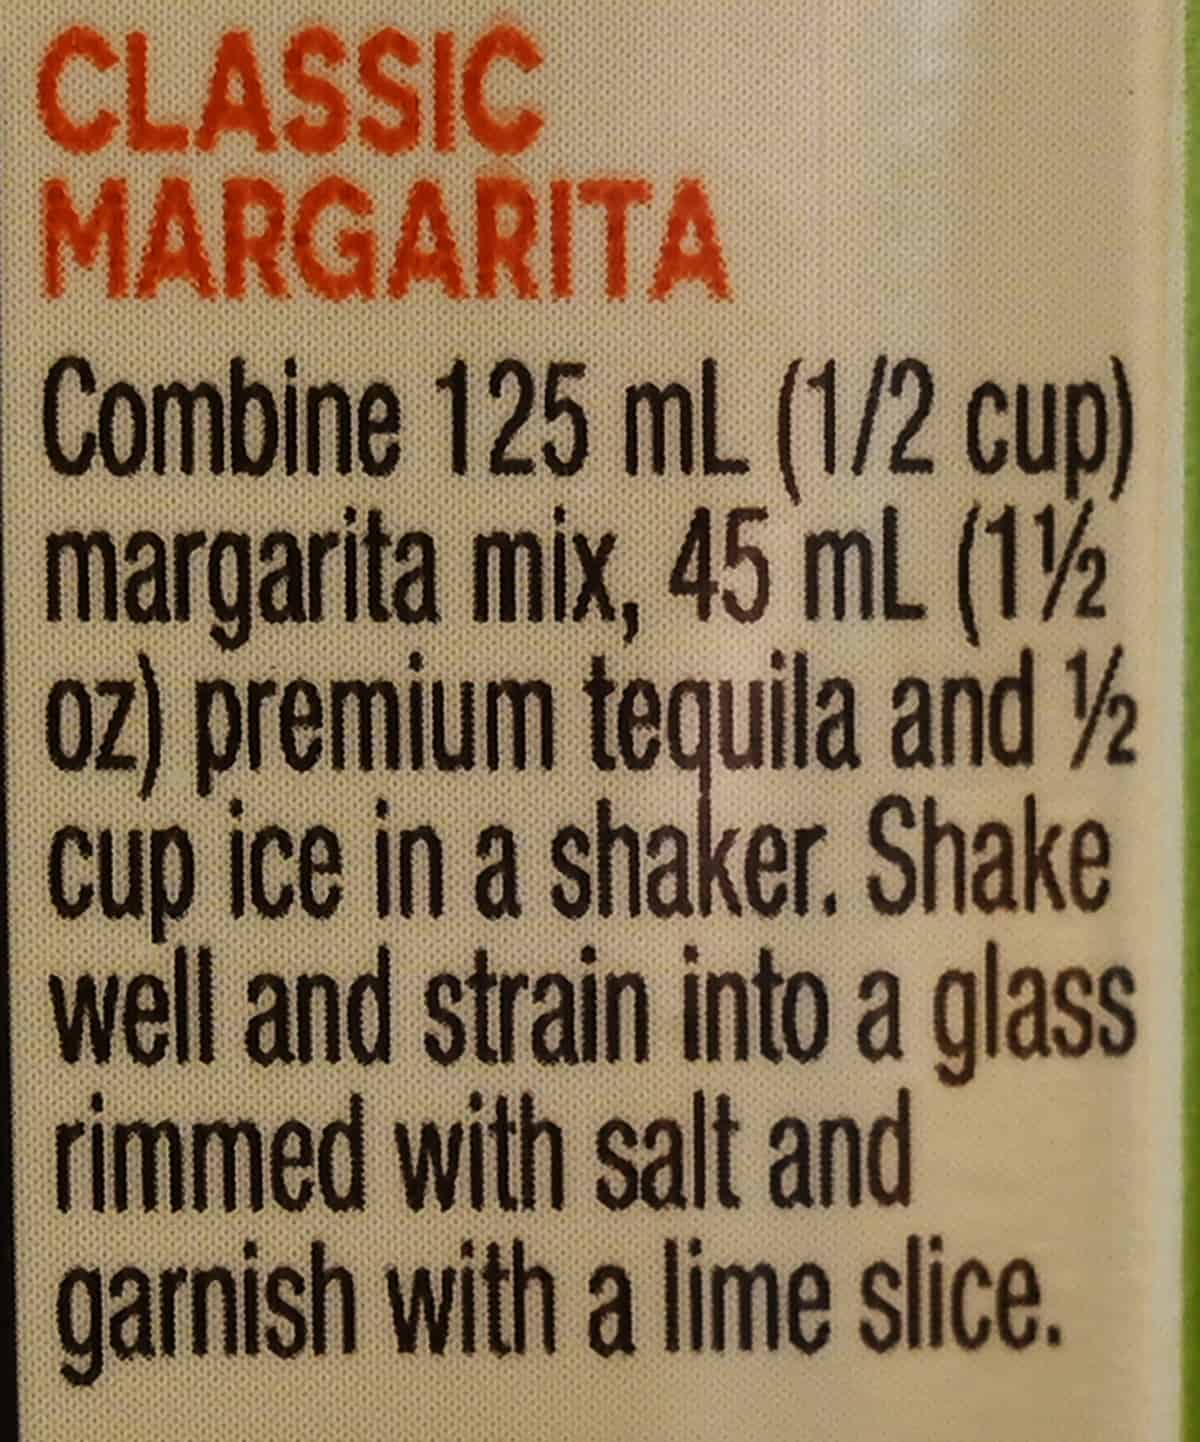 CLASSIC
MARGARITA
Combine 125 mL (1/2 cup)
margarita mix, 45 mL (1½
oz) premium tequila and ½
cup ice in a shaker. Shake
well and strain into a glass
rimmed with salt and
garnish with a lime slice.